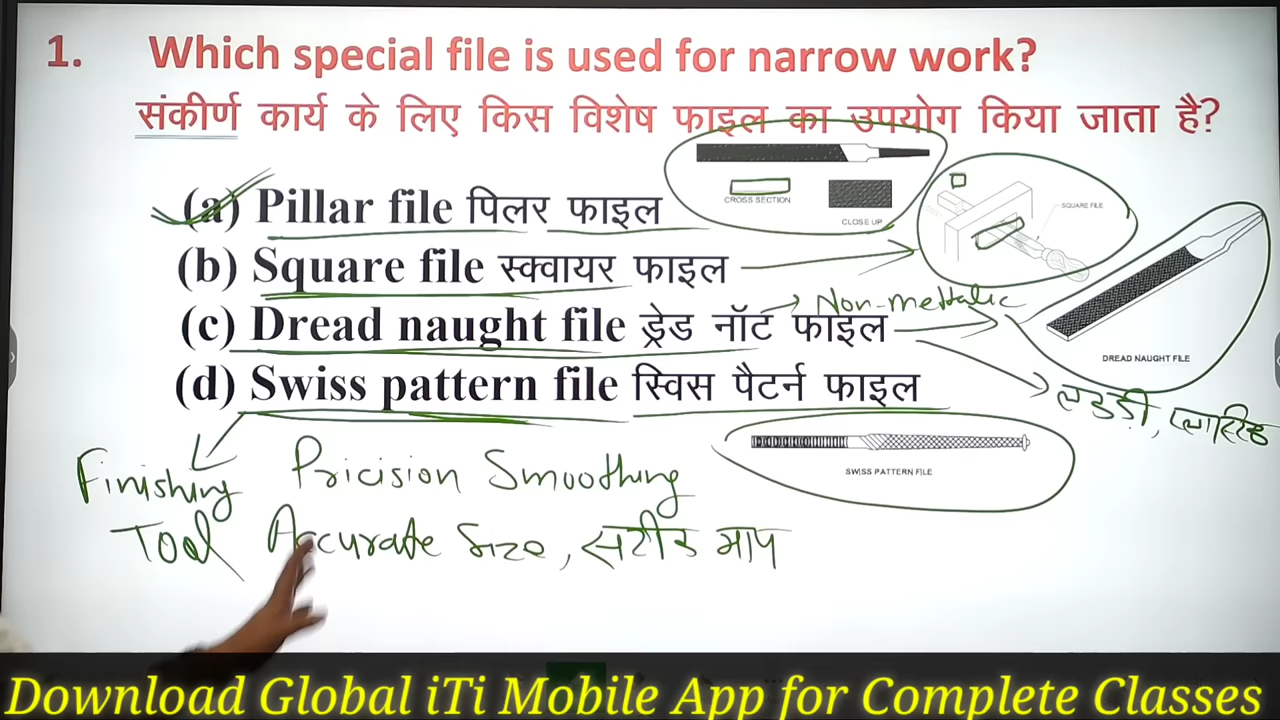 1. Which special file is used for narrow work?
संकीर्ण कार्य के लिए किस विशेष फाइल का उपयोग किया जाता है?
(a) Pillar file पिलर फाइल
CROSS SECTION
CLOSE UP
SQUARE FILE
(b) Square file स्क्वायर फाइल
Non-mettalic
(c) Dread naught file ड्रेड नॉट फाइल
DREAD NAUGHT FILE
(d) Swiss pattern file स्विस पैटर्न फाइल
लकड़ी, प्लास्टिक
SWISS PATTERN FILE
Finishing Pricision Smoothing
Tool Accurate Size, सटीक माप
Download Global iTi Mobile App for Complete Classes